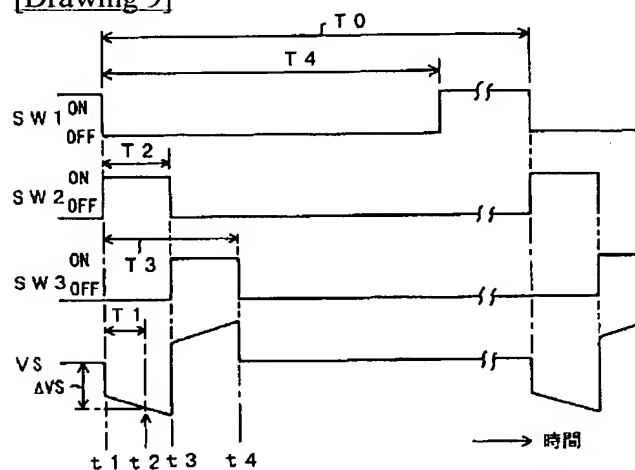 [Drawing 9]
T0
T4
SW1 ON
OFF
T2
SW2 ON
OFF
T3
SW3 ON
OFF
T1
VS
ΔVS
t1 t2 t3 t4
時間